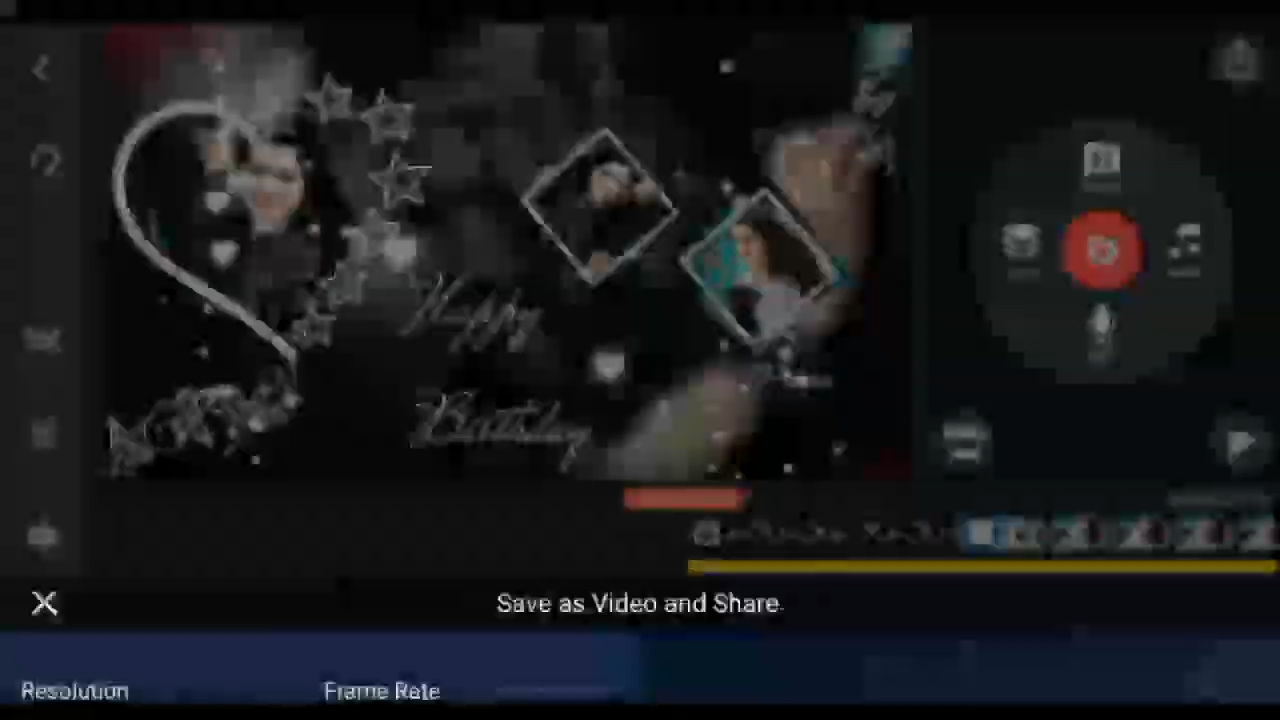 Happy
Birthday
Save as Video and Share
Resolution
Frame Rate